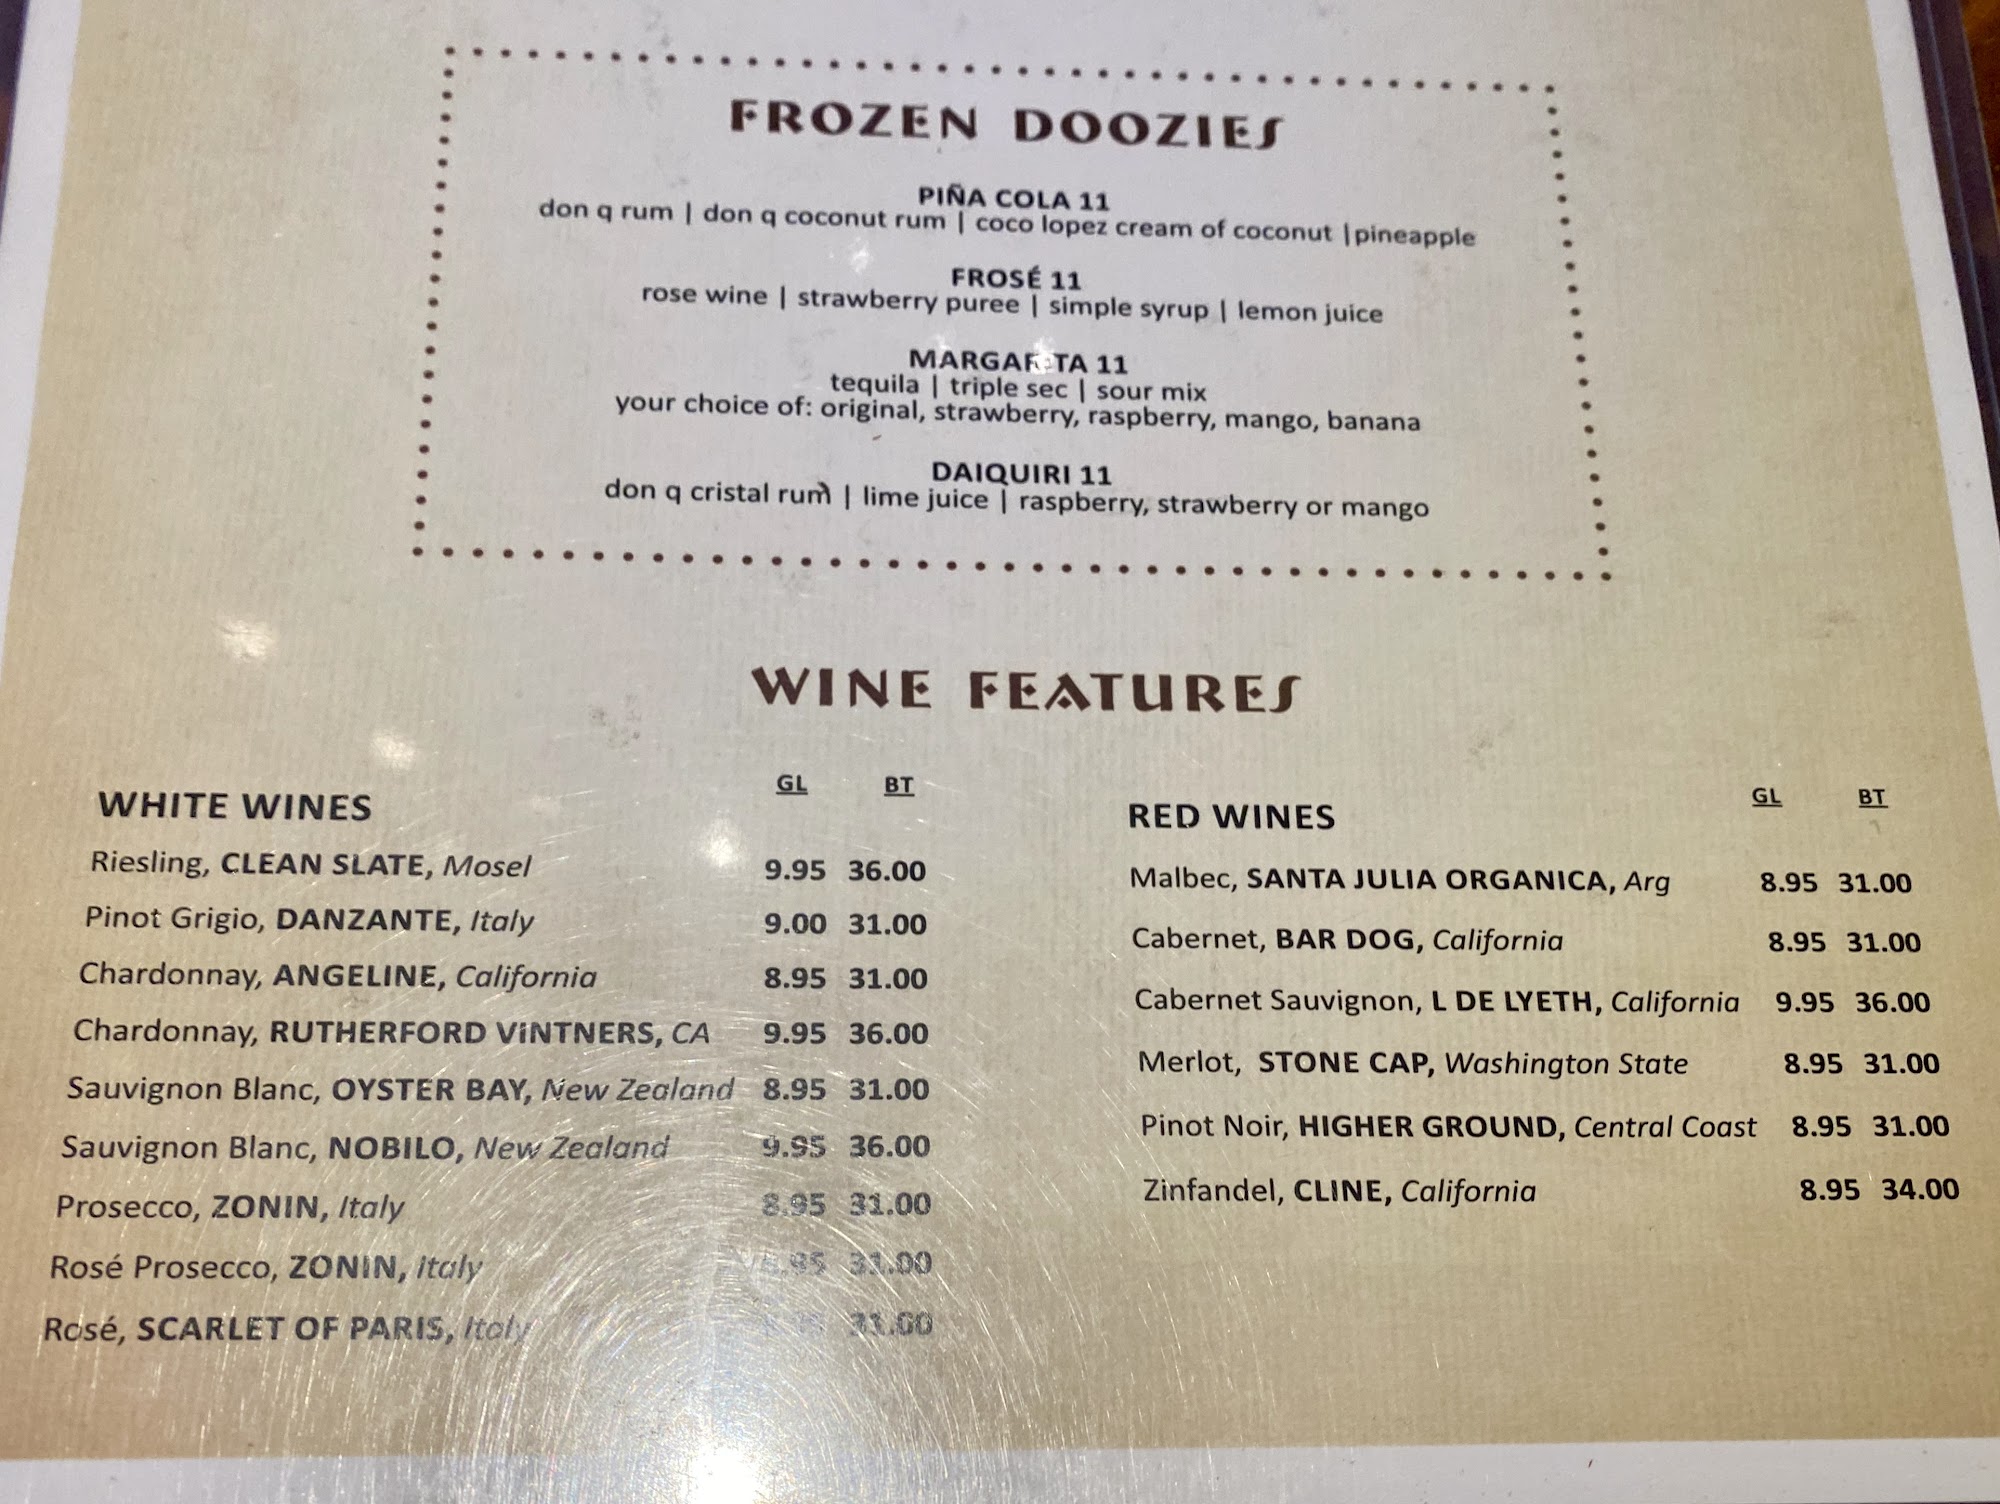 FROZEN DOOZIES
PIÑA COLA 11
don q rum | don q coconut rum | coco lopez cream of coconut |pineapple
FROSÉ 11
rose wine | strawberry puree | simple syrup | lemon juice
MARGARITA 11
tequila | triple sec | sour mix
your choice of: original, strawberry, raspberry, mango, banana
DAIQUIRI 11
don q cristal rum | lime juice | raspberry, strawberry or mango
WINE FEATURES
WHITE WINES GL BT
Riesling, CLEAN SLATE, Mosel 9.95 36.00
Pinot Grigio, DANZANTE, Italy 9.00 31.00
Chardonnay, ANGELINE, California 8.95 31.00
Chardonnay, RUTHERFORD ViNTNERS, CA 9.95 36.00
Sauvignon Blanc, OYSTER BAY, New Zealand 8.95 31.00
Sauvignon Blanc, NOBILO, New Zealand 9.95 36.00
Prosecco, ZONIN, Italy 8.95 31.00
Rosé Prosecco, ZONIN, Italy 8.95 31.00
Rosé, SCARLET OF PARIS, Italy 31.00
RED WINES GL BT
Malbec, SANTA JULIA ORGANICA, Arg 8.95 31.00
Cabernet, BAR DOG, California 8.95 31.00
Cabernet Sauvignon, L DE LYETH, California 9.95 36.00
Merlot, STONE CAP, Washington State 8.95 31.00
Pinot Noir, HIGHER GROUND, Central Coast 8.95 31.00
Zinfandel, CLINE, California 8.95 34.00